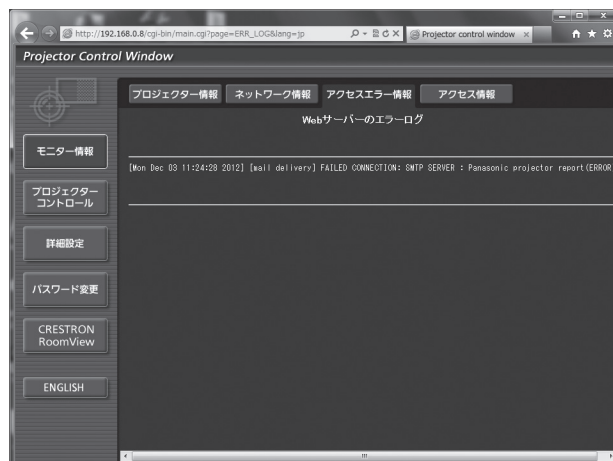 http://192.168.0.8/cgi-bin/main.cgi?page=ERR_LOG&lang=jp
Projector control window
Projector Control Window
プロジェクター情報
ネットワーク情報
アクセスエラー情報
アクセス情報
Webサーバーのエラーログ
[Mon Dec 03 11:24:28 2012] [mail delivery] FAILED CONNECTION: SMTP SERVER : Panasonic projector report(ERROR
モニター情報
プロジェクター
コントロール
詳細設定
パスワード変更
CRESTRON
RoomView
ENGLISH